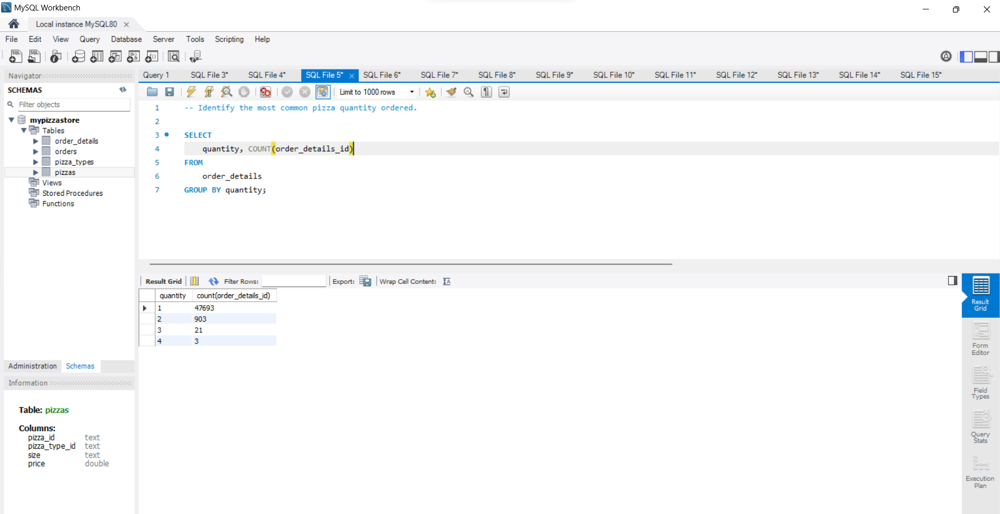 MySQL Workbench
Local instance MySQL80
File Edit View Query Database Server Tools Scripting Help
Navigator
SCHEMAS
Filter objects
mypizzastore
Tables
order_details
orders
pizza_types
pizzas
Views
Stored Procedures
Functions
Administration Schemas
Information
Table: pizzas
Columns:
pizza_id text
pizza_type_id text
size text
price double
Query 1 SQL File 3* SQL File 4* SQL File 5* SQL File 6* SQL File 7* SQL File 8* SQL File 9* SQL File 10* SQL File 11* SQL File 12* SQL File 13* SQL File 14* SQL File 15*
Limit to 1000 rows
1 -- Identify the most common pizza quantity ordered.
2
3 SELECT
4 quantity, COUNT(order_details_id)
5 FROM
6 order_details
7 GROUP BY quantity;
Result Grid Filter Rows: Export: Wrap Cell Content:
quantity count(order_details_id)
1 47693
2 903
3 21
4 3
Result
Grid
Form
Editor
Field
Types
Query
Stats
Execution
Plan